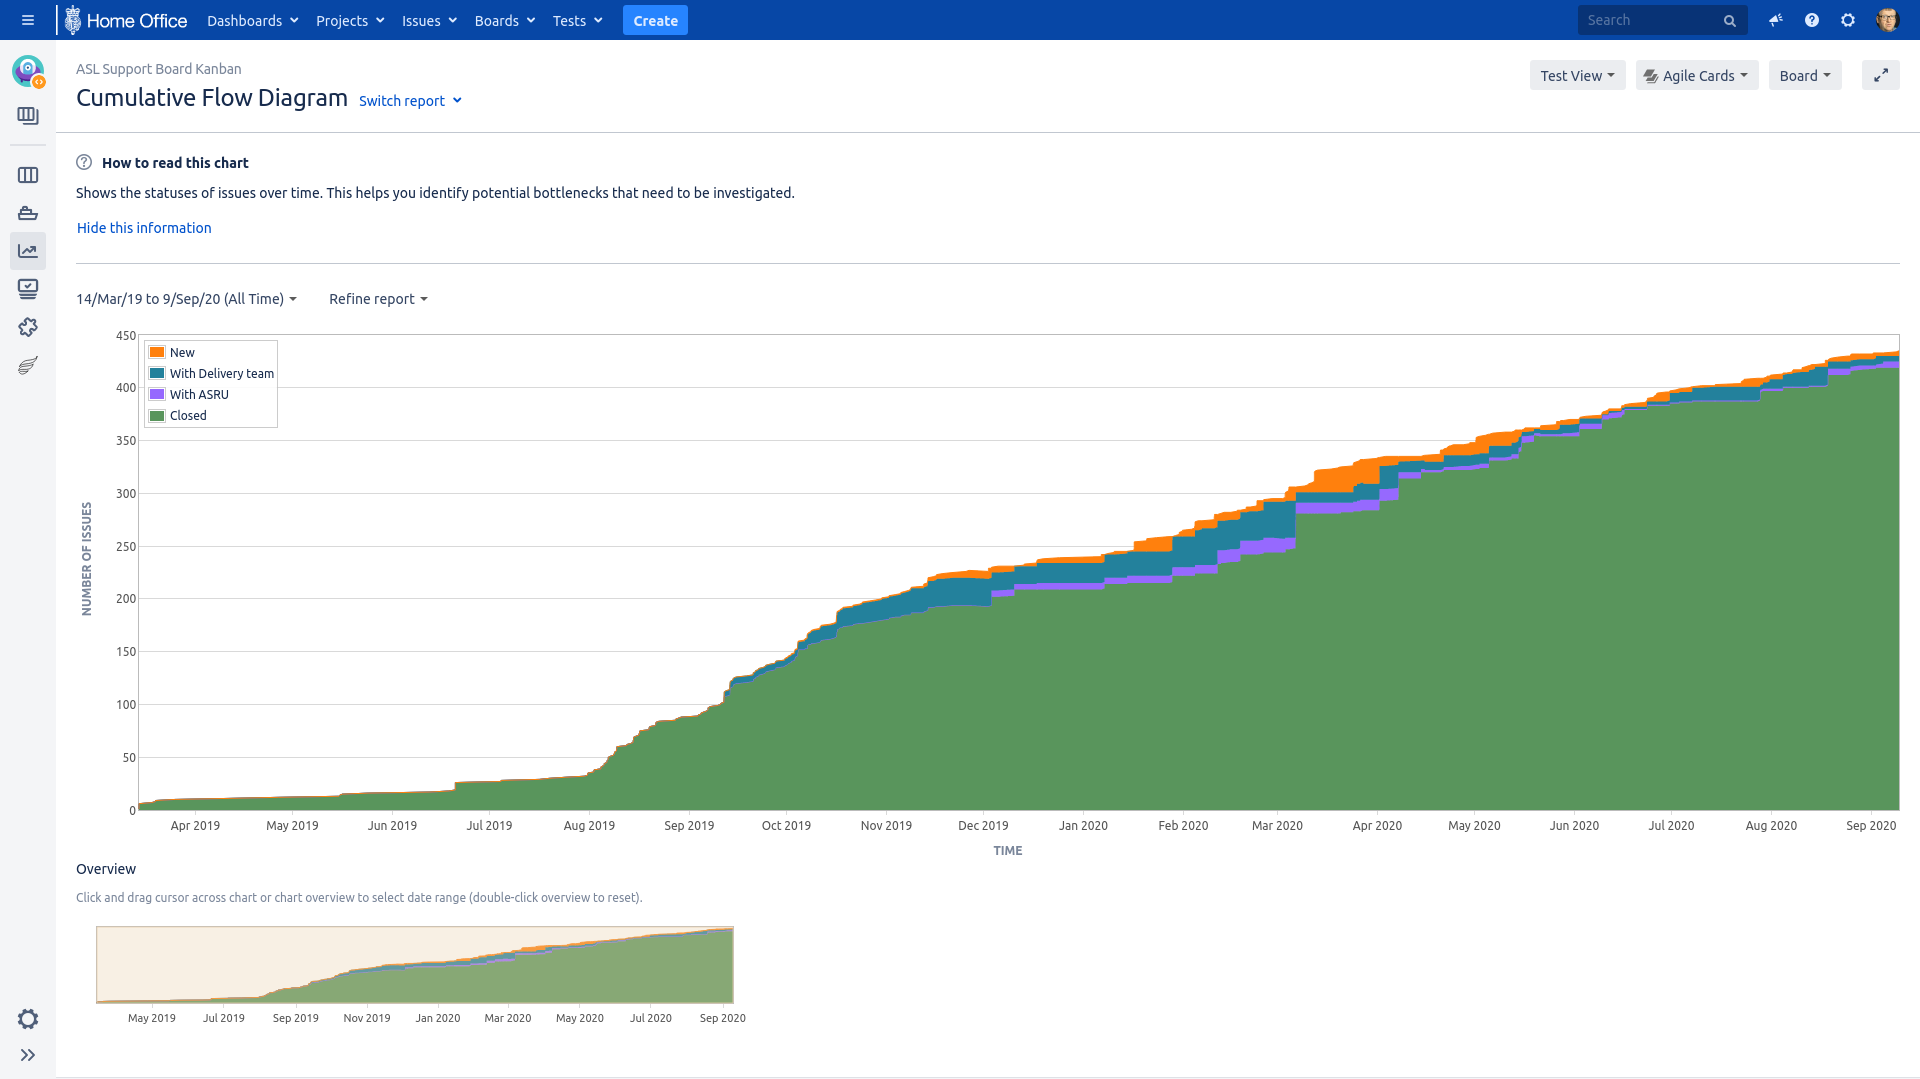 Home Office Dashboards Projects Issues Boards Tests Create Search
ASL Support Board Kanban
Cumulative Flow Diagram Switch report
Test View Agile Cards Board
How to read this chart
Shows the statuses of issues over time. This helps you identify potential bottlenecks that need to be investigated.
Hide this information
14/Mar/19 to 9/Sep/20 (All Time) Refine report
New
With Delivery team
With ASRU
Closed
NUMBER OF ISSUES
450
400
350
300
250
200
150
100
50
0
Apr 2019 May 2019 Jun 2019 Jul 2019 Aug 2019 Sep 2019 Oct 2019 Nov 2019 Dec 2019 Jan 2020 Feb 2020 Mar 2020 Apr 2020 May 2020 Jun 2020 Jul 2020 Aug 2020 Sep 2020
TIME
Overview
Click and drag cursor across chart or chart overview to select date range (double-click overview to reset).
May 2019 Jul 2019 Sep 2019 Nov 2019 Jan 2020 Mar 2020 May 2020 Jul 2020 Sep 2020